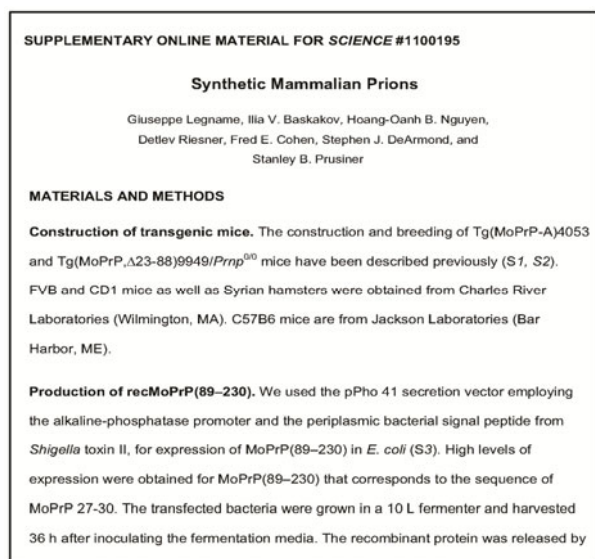 SUPPLEMENTARY ONLINE MATERIAL FOR SCIENCE #1100195
Synthetic Mammalian Prions
Giuseppe Legname, Ilia V. Baskakov, Hoang-Oanh B. Nguyen,
Detlev Riesner, Fred E. Cohen, Stephen J. DeArmond, and
Stanley B. Prusiner
MATERIALS AND METHODS
Construction of transgenic mice. The construction and breeding of Tg(MoPrP-A)4053
and Tg(MoPrP,Δ23-88)9949/Prnp⁰/⁰ mice have been described previously (S1, S2).
FVB and CD1 mice as well as Syrian hamsters were obtained from Charles River
Laboratories (Wilmington, MA). C57B6 mice are from Jackson Laboratories (Bar
Harbor, ME).
Production of recMoPrP(89–230). We used the pPho 41 secretion vector employing
the alkaline-phosphatase promoter and the periplasmic bacterial signal peptide from
Shigella toxin II, for expression of MoPrP(89–230) in E. coli (S3). High levels of
expression were obtained for MoPrP(89–230) that corresponds to the sequence of
MoPrP 27-30. The transfected bacteria were grown in a 10 L fermenter and harvested
36 h after inoculating the fermentation media. The recombinant protein was released by